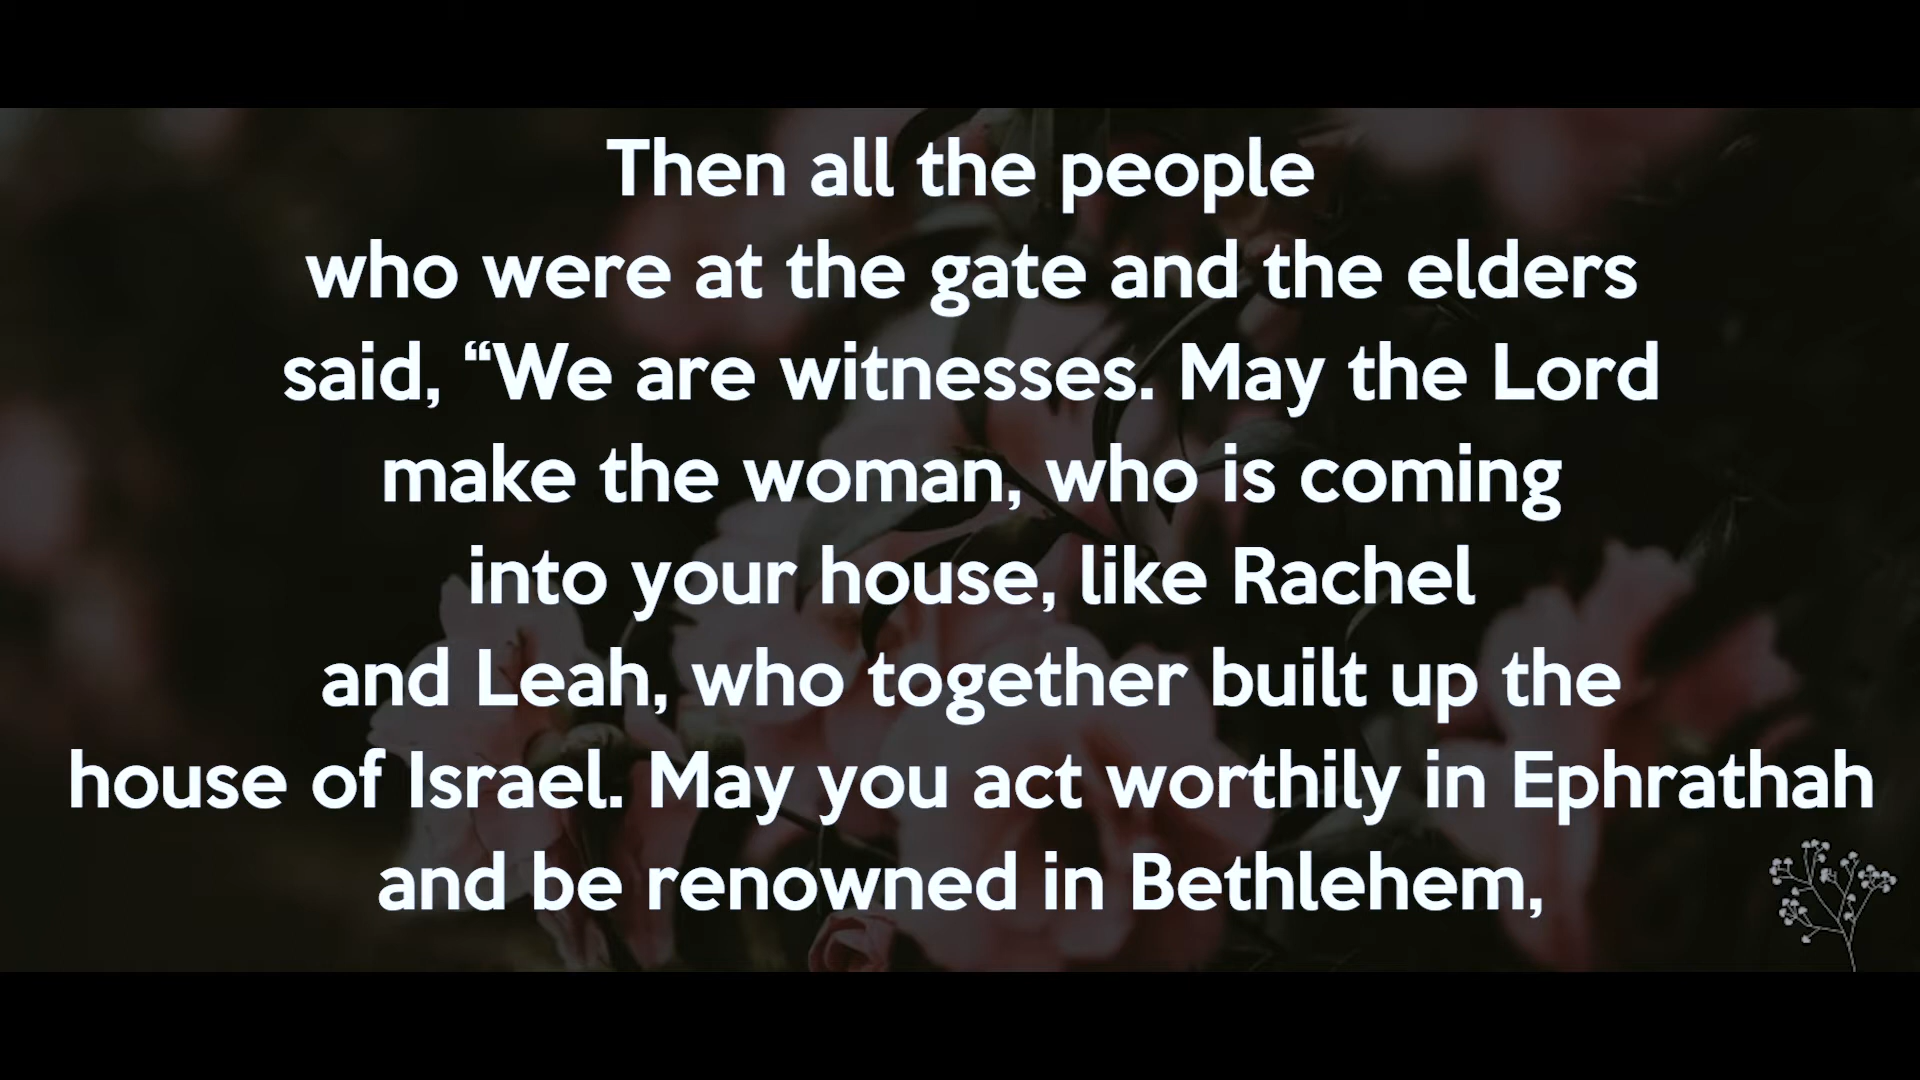 Then all the people
who were at the gate and the elders
said, “We are witnesses. May the Lord
make the woman, who is coming
into your house, like Rachel
and Leah, who together built up the
house of Israel. May you act worthily in Ephrathah
and be renowned in Bethlehem,